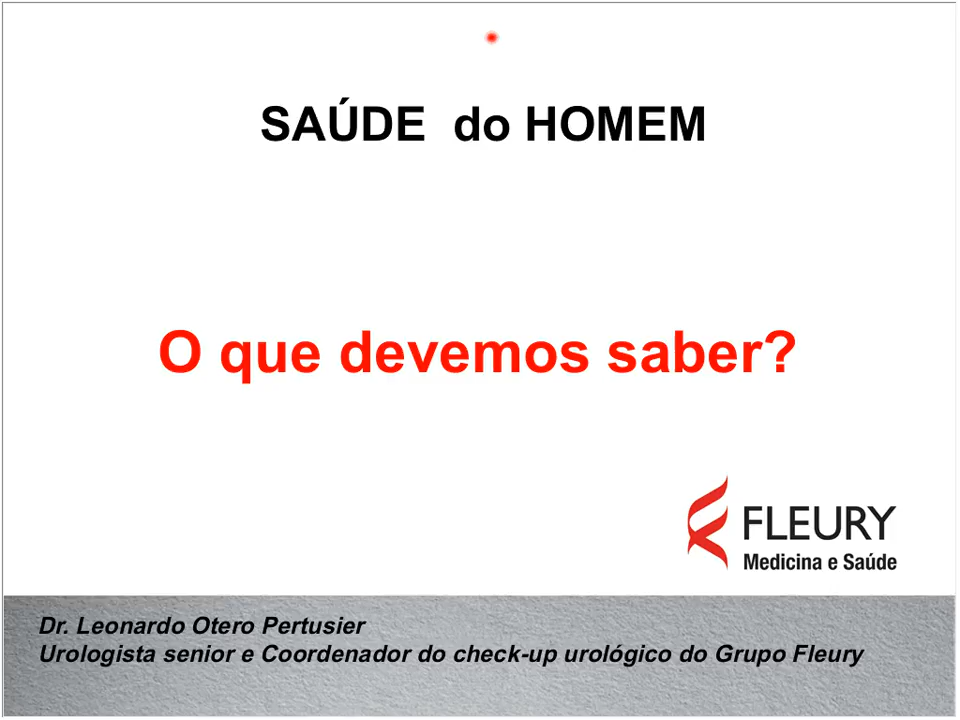 SAÚDE do HOMEM
O que devemos saber?
FLEURY
Medicina e Saúde
Dr. Leonardo Otero Pertusier
Urologista senior e Coordenador do check-up urológico do Grupo Fleury